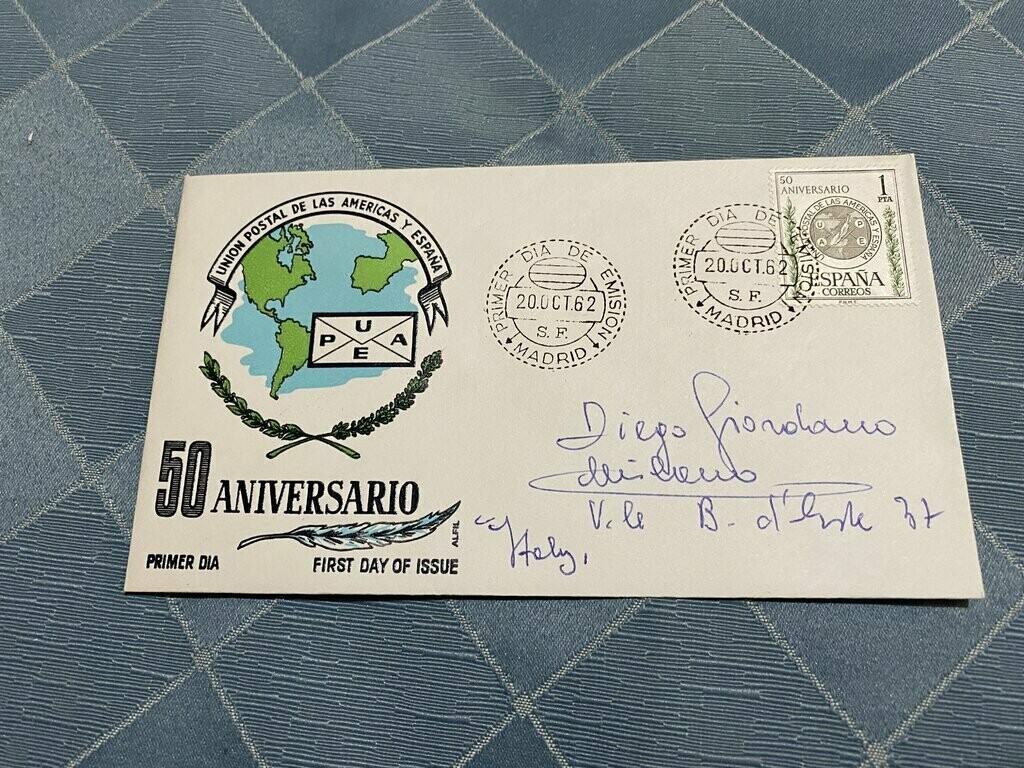 UNION POSTAL DE LAS AMERICAS Y ESPAÑA
U
P A
E
50 ANIVERSARIO
ALFIL
PRIMER DIA FIRST DAY OF ISSUE
PRIMER DIA DE EMISION
20.OCT.62
S. F.
MADRID
PRIMER DIA DE EMISION
20.OCT.62
S. F.
MADRID
50
ANIVERSARIO
1
PTA
UNION POSTAL DE LAS AMERICAS Y ESPAÑA
U P
A E
ESPAÑA
CORREOS
F.N.M.T.
Diego Giordano
Milano
V.le B. d'Este 37
Italy